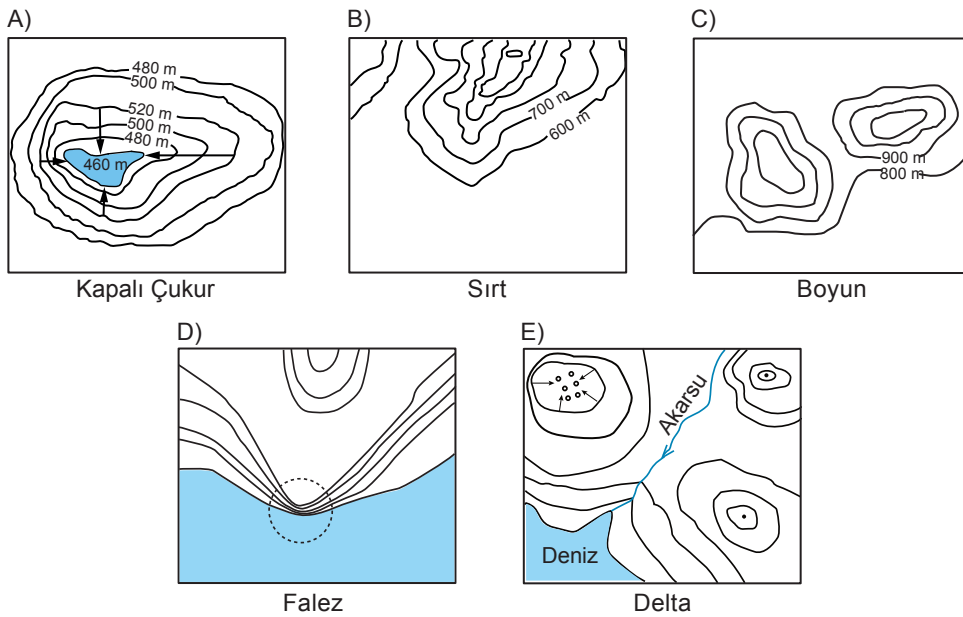 A)
480 m
500 m
520 m
500 m
480 m
460 m
Kapalı Çukur
B)
700 m
600 m
Sırt
C)
900 m
800 m
Boyun
D)
Falez
E)
Akarsu
Deniz
Delta